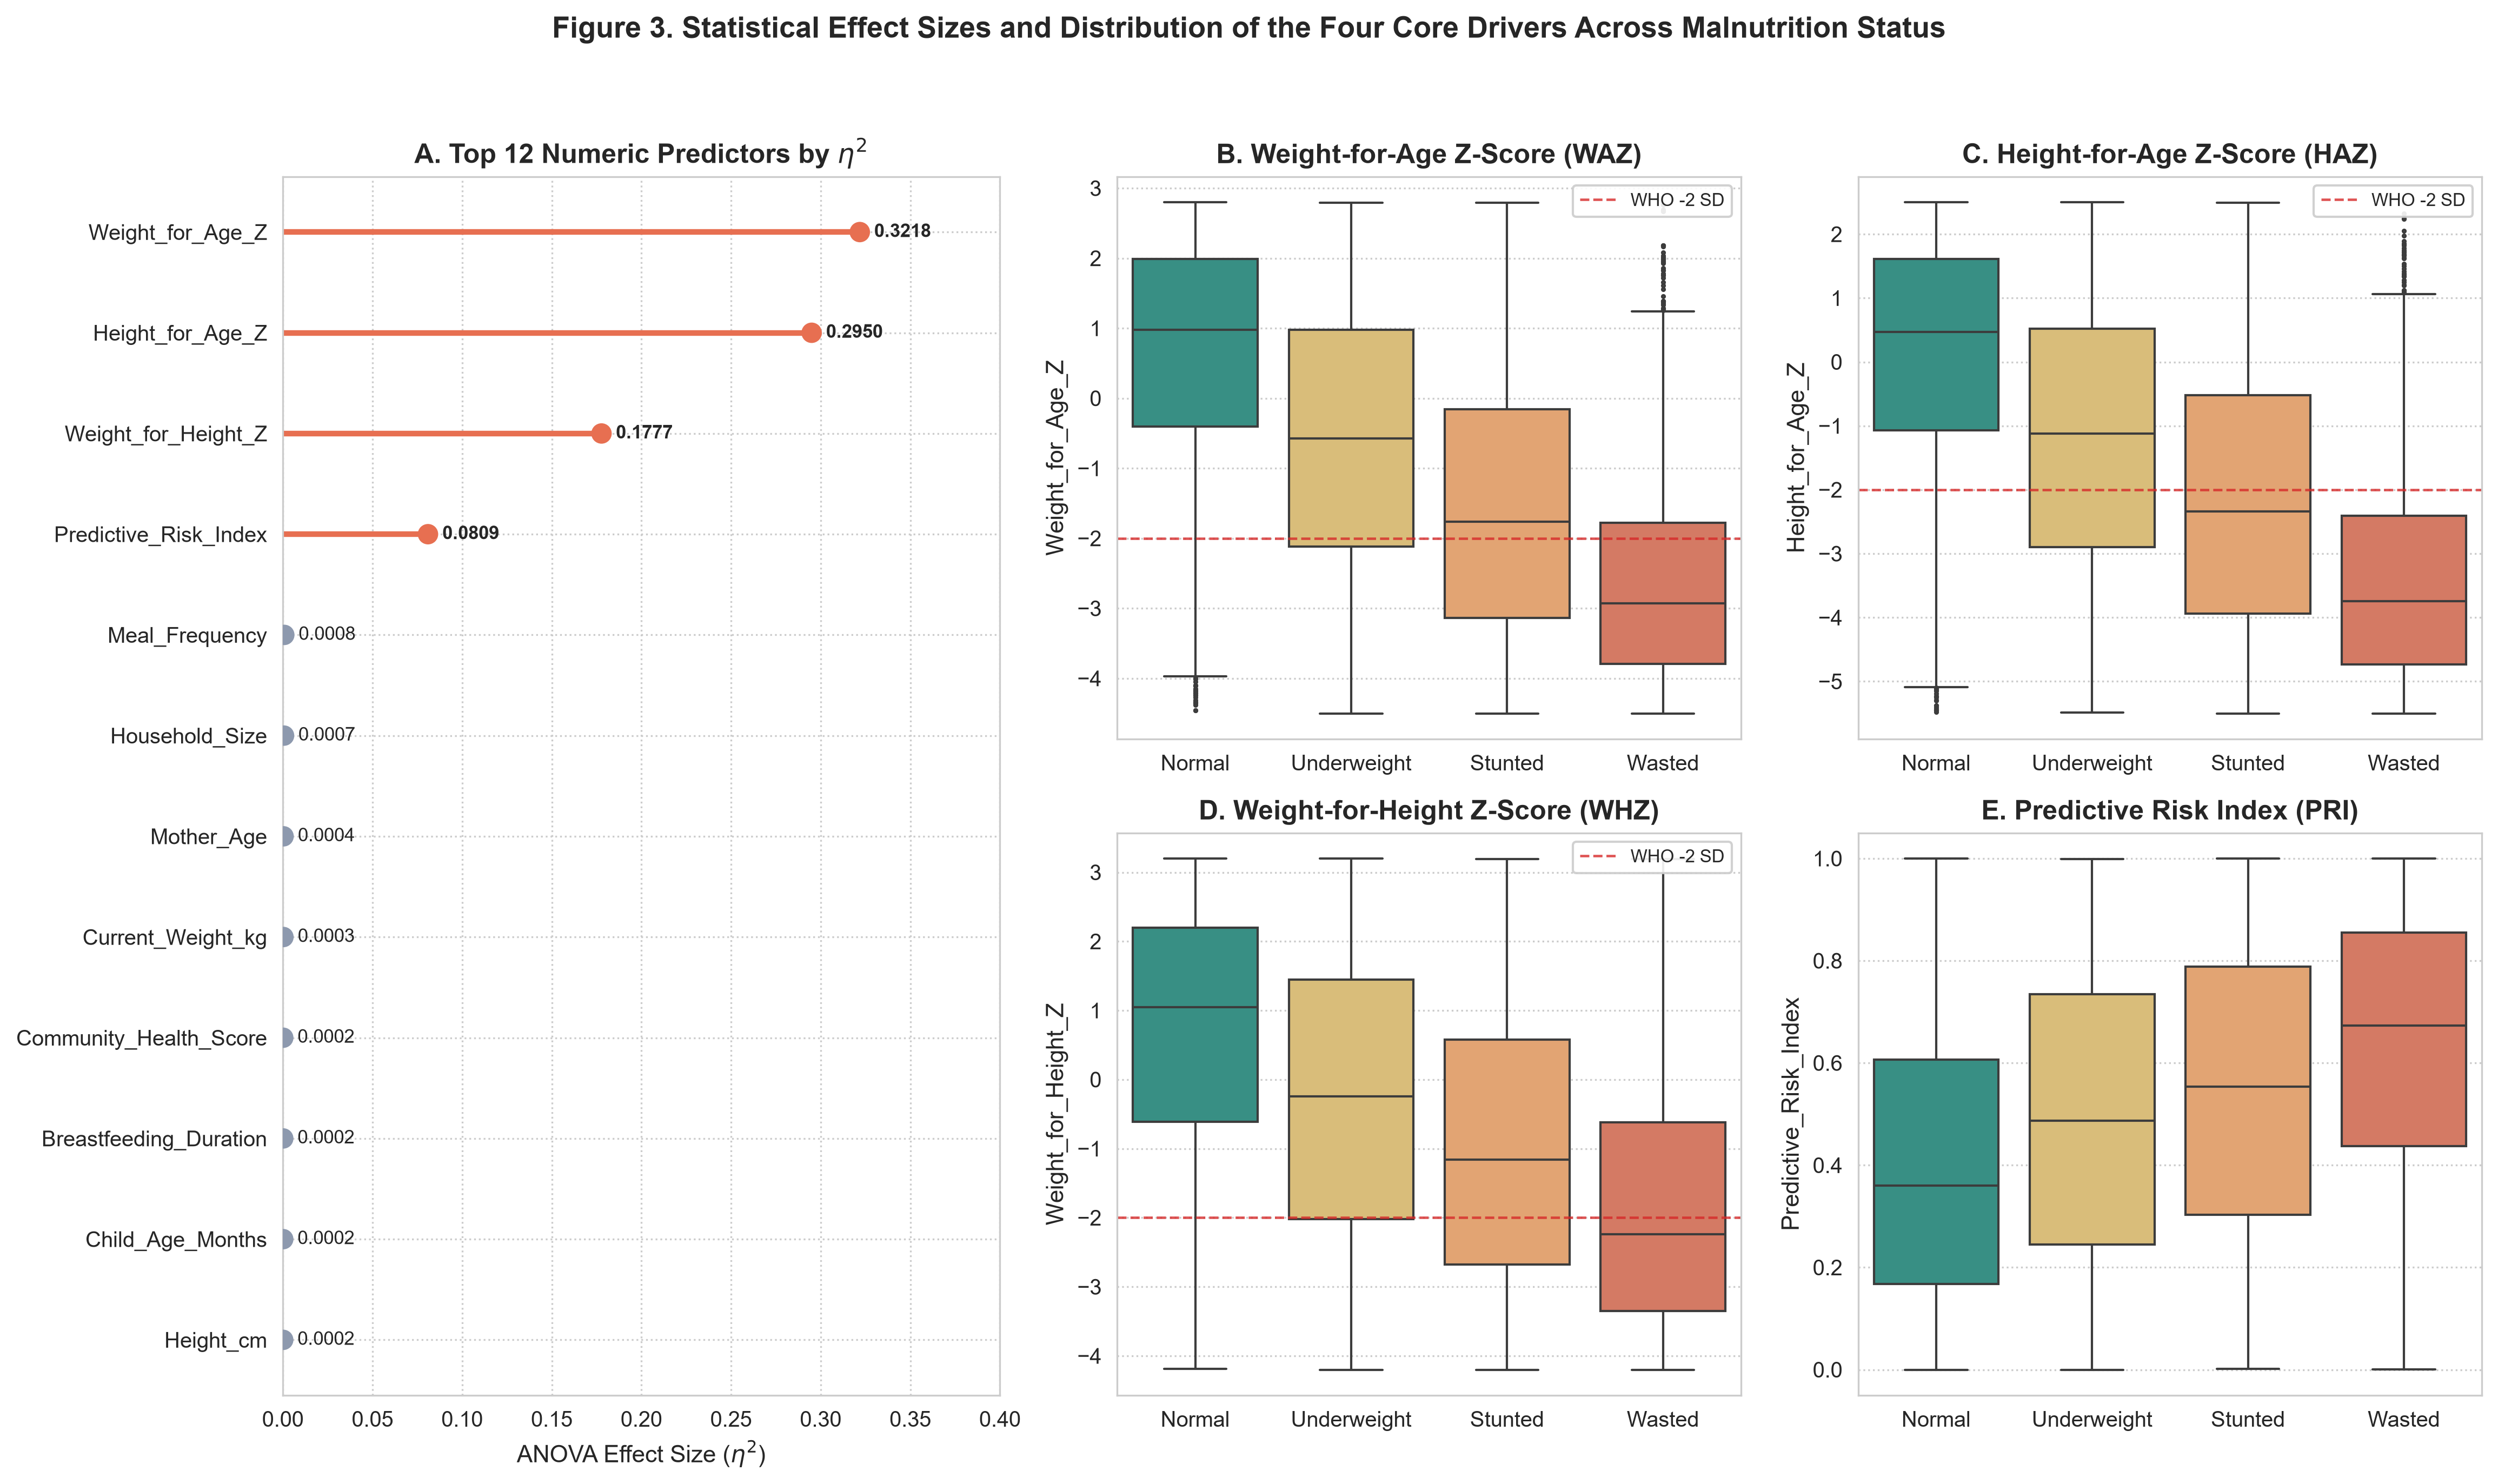 Figure 3. Statistical Effect Sizes and Distribution of the Four Core Drivers Across Malnutrition Status
A. Top 12 Numeric Predictors by η²
Weight_for_Age_Z
0.3218
Height_for_Age_Z
0.2950
Weight_for_Height_Z
0.1777
Predictive_Risk_Index
0.0809
Meal_Frequency
0.0008
Household_Size
0.0007
Mother_Age
0.0004
Current_Weight_kg
0.0003
Community_Health_Score
0.0002
Breastfeeding_Duration
0.0002
Child_Age_Months
0.0002
Height_cm
0.0002
0.00 0.05 0.10 0.15 0.20 0.25 0.30 0.35 0.40
ANOVA Effect Size (η²)
B. Weight-for-Age Z-Score (WAZ)
WHO -2 SD
Weight_for_Age_Z
3
2
1
0
−1
−2
−3
−4
Normal Underweight Stunted Wasted
C. Height-for-Age Z-Score (HAZ)
WHO -2 SD
Height_for_Age_Z
2
1
0
−1
−2
−3
−4
−5
Normal Underweight Stunted Wasted
D. Weight-for-Height Z-Score (WHZ)
WHO -2 SD
Weight_for_Height_Z
3
2
1
0
−1
−2
−3
−4
Normal Underweight Stunted Wasted
E. Predictive Risk Index (PRI)
Predictive_Risk_Index
1.0
0.8
0.6
0.4
0.2
0.0
Normal Underweight Stunted Wasted